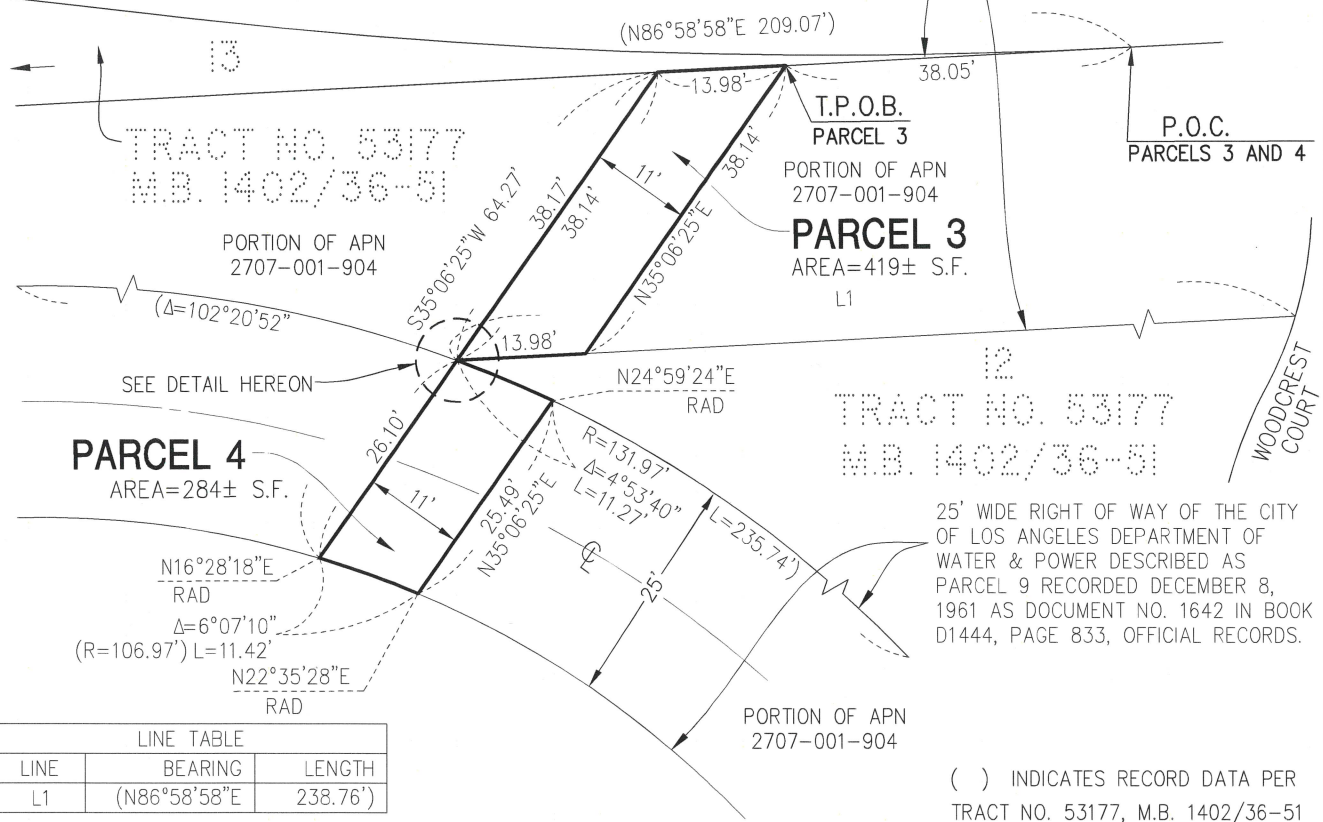 (N86°58'58"E 209.07')
13
13.98'
38.05'
T.P.O.B.
PARCEL 3
P.O.C.
PARCELS 3 AND 4
TRACT NO. 53177
M.B. 1402/36-51
PORTION OF APN
2707-001-904
11'
38.14'
PORTION OF APN
2707-001-904
PARCEL 3
AREA=419± S.F.
L1
S35°06'25"W 64.27'
38.17'
38.14'
N35°06'25"E
(Δ=102°20'52"
13.98'
SEE DETAIL HEREON
N24°59'24"E
RAD
12
TRACT NO. 53177
M.B. 1402/36-51
WOODCREST
COURT
PARCEL 4
AREA=284± S.F.
26.10'
11'
25.49'
N35°06'25"E
R=131.97'
Δ=4°53'40"
L=11.27'
L=235.74')
℄
25'
25' WIDE RIGHT OF WAY OF THE CITY
OF LOS ANGELES DEPARTMENT OF
WATER & POWER DESCRIBED AS
PARCEL 9 RECORDED DECEMBER 8,
1961 AS DOCUMENT NO. 1642 IN BOOK
D1444, PAGE 833, OFFICIAL RECORDS.
N16°28'18"E
RAD
Δ=6°07'10"
(R=106.97') L=11.42'
N22°35'28"E
RAD
PORTION OF APN
2707-001-904
LINE TABLE
LINE BEARING LENGTH
L1 (N86°58'58"E 238.76')
( ) INDICATES RECORD DATA PER
TRACT NO. 53177, M.B. 1402/36-51